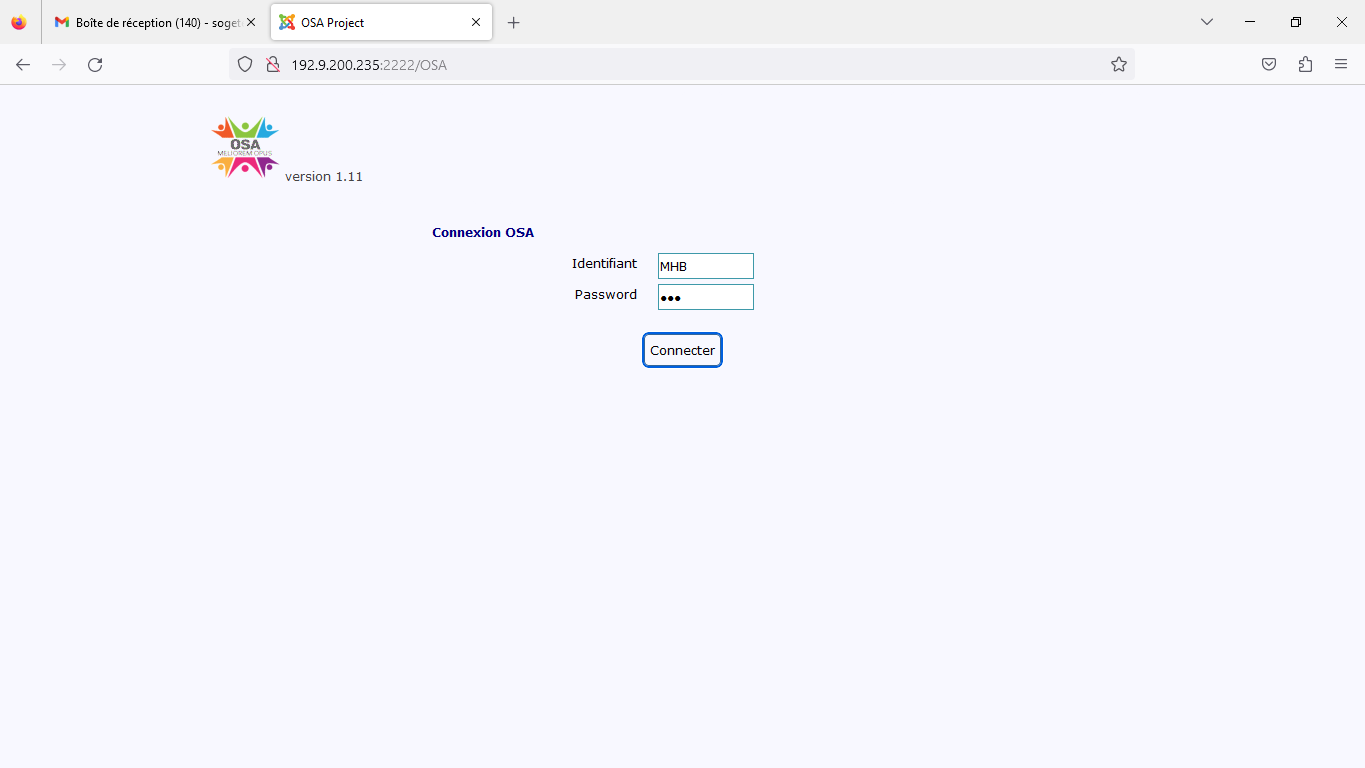 Boîte de réception (140) - soget
OSA Project
192.9.200.235:2222/OSA
OSA
MELIOREM OPUS
version 1.11
Connexion OSA
Identifiant MHB
Password •••
Connecter